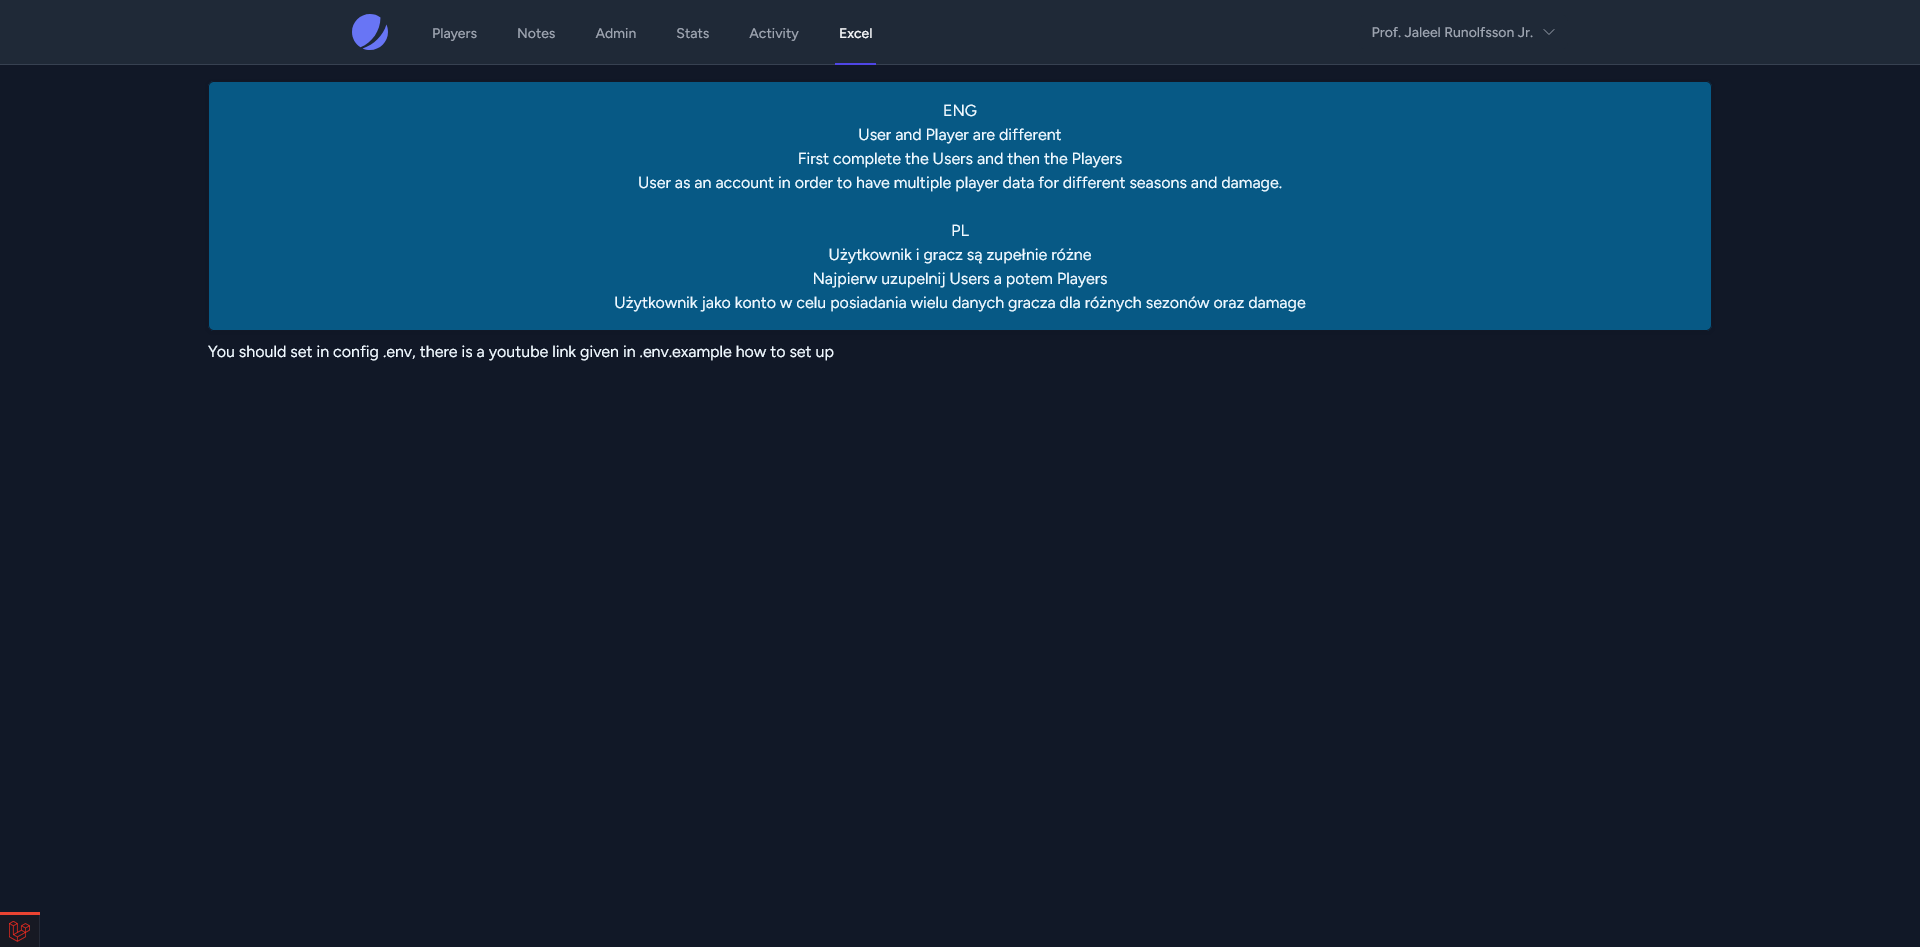 Players
Notes
Admin
Stats
Activity
Excel
Prof. Jaleel Runolfsson Jr.
ENG
User and Player are different
First complete the Users and then the Players
User as an account in order to have multiple player data for different seasons and damage.
PL
Użytkownik i gracz są zupełnie różne
Najpierw uzupelnij Users a potem Players
Użytkownik jako konto w celu posiadania wielu danych gracza dla różnych sezonów oraz damage
You should set in config .env, there is a youtube link given in .env.example how to set up